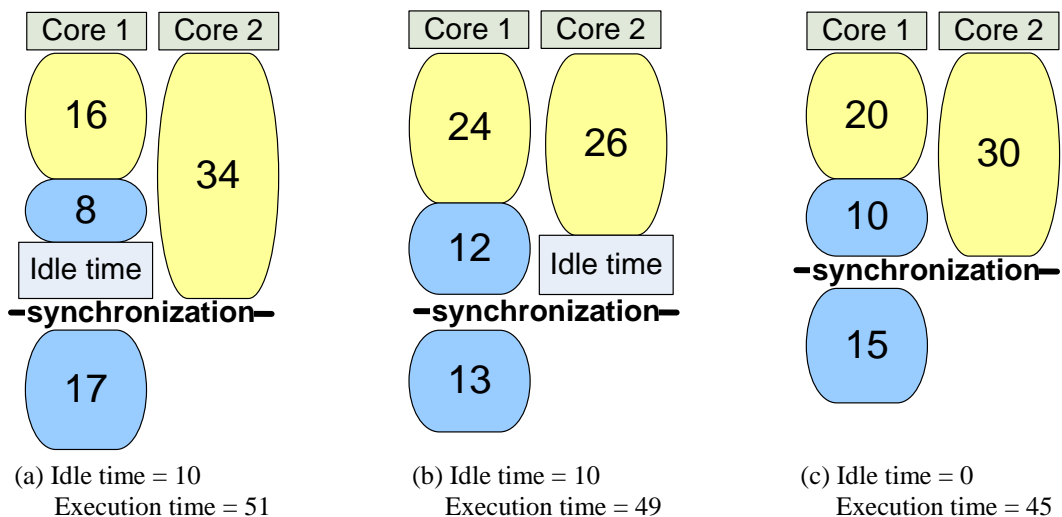 Core 1 Core 2
16
34
8
Idle time
synchronization
17
(a) Idle time = 10
Execution time = 51
Core 1 Core 2
24
26
12
Idle time
synchronization
13
(b) Idle time = 10
Execution time = 49
Core 1 Core 2
20
30
10
synchronization
15
(c) Idle time = 0
Execution time = 45